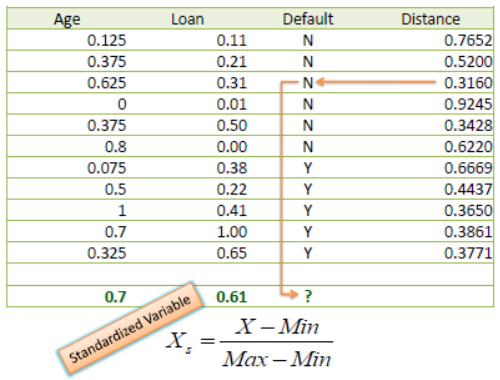 Age Loan Default Distance
0.125 0.11 N 0.7652
0.375 0.21 N 0.5200
0.625 0.31 N 0.3160
0 0.01 N 0.9245
0.375 0.50 N 0.3428
0.8 0.00 N 0.6220
0.075 0.38 Y 0.6669
0.5 0.22 Y 0.4437
1 0.41 Y 0.3650
0.7 1.00 Y 0.3861
0.325 0.65 Y 0.3771
0.7 0.61 ?
Standardized Variable
X_s = (X − Min) / (Max − Min)